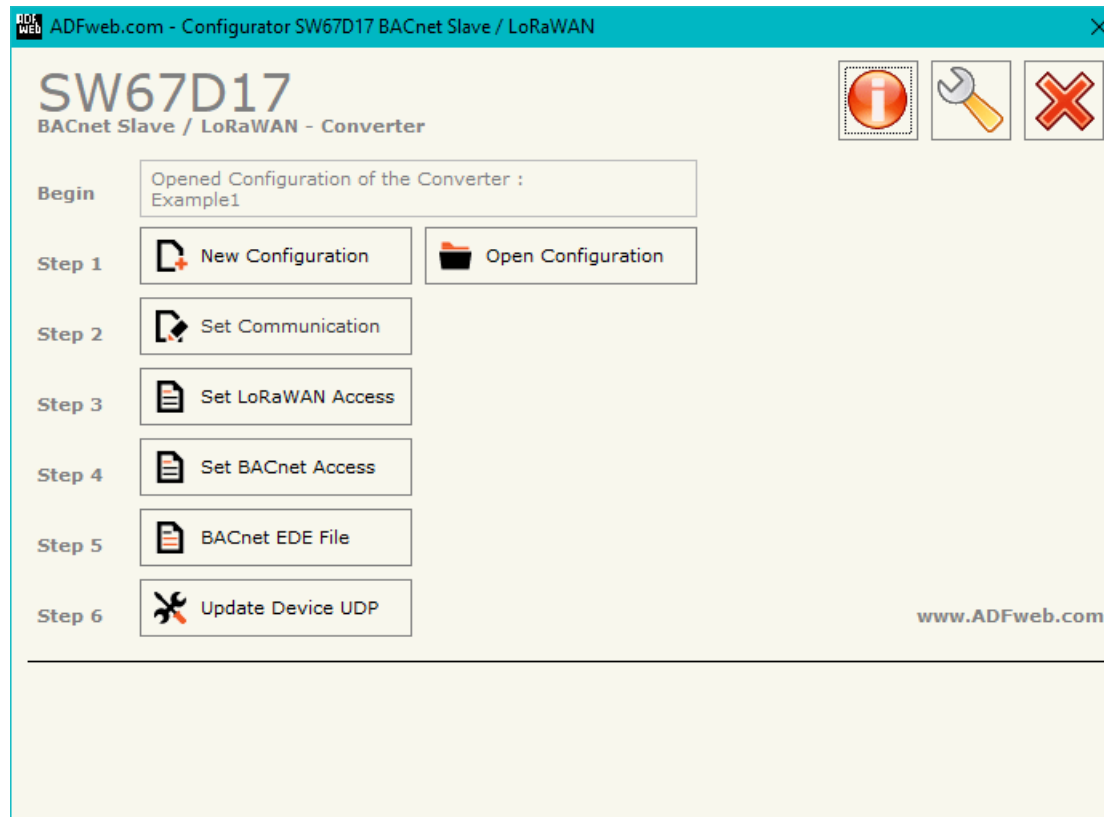 ADF WEB ADFweb.com - Configurator SW67D17 BACnet Slave / LoRaWAN
SW67D17
BACnet Slave / LoRaWAN - Converter
Begin
Opened Configuration of the Converter :
Example1
Step 1
New Configuration
Open Configuration
Step 2
Set Communication
Step 3
Set LoRaWAN Access
Step 4
Set BACnet Access
Step 5
BACnet EDE File
Step 6
Update Device UDP
www.ADFweb.com